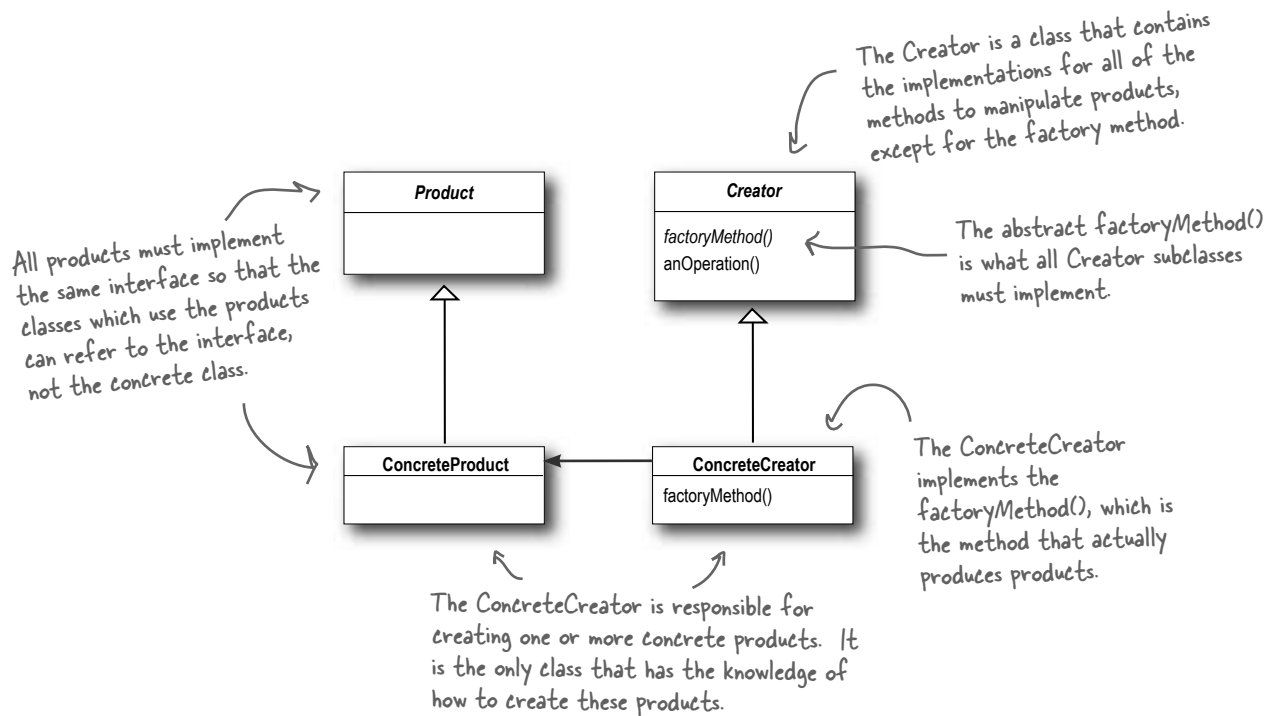 The Creator is a class that contains
the implementations for all of the
methods to manipulate products,
except for the factory method.
Product
Creator
factoryMethod()
anOperation()
The abstract factoryMethod()
is what all Creator subclasses
must implement.
All products must implement
the same interface so that the
classes which use the products
can refer to the interface,
not the concrete class.
ConcreteProduct
ConcreteCreator
factoryMethod()
The ConcreteCreator
implements the
factoryMethod(), which is
the method that actually
produces products.
The ConcreteCreator is responsible for
creating one or more concrete products. It
is the only class that has the knowledge of
how to create these products.